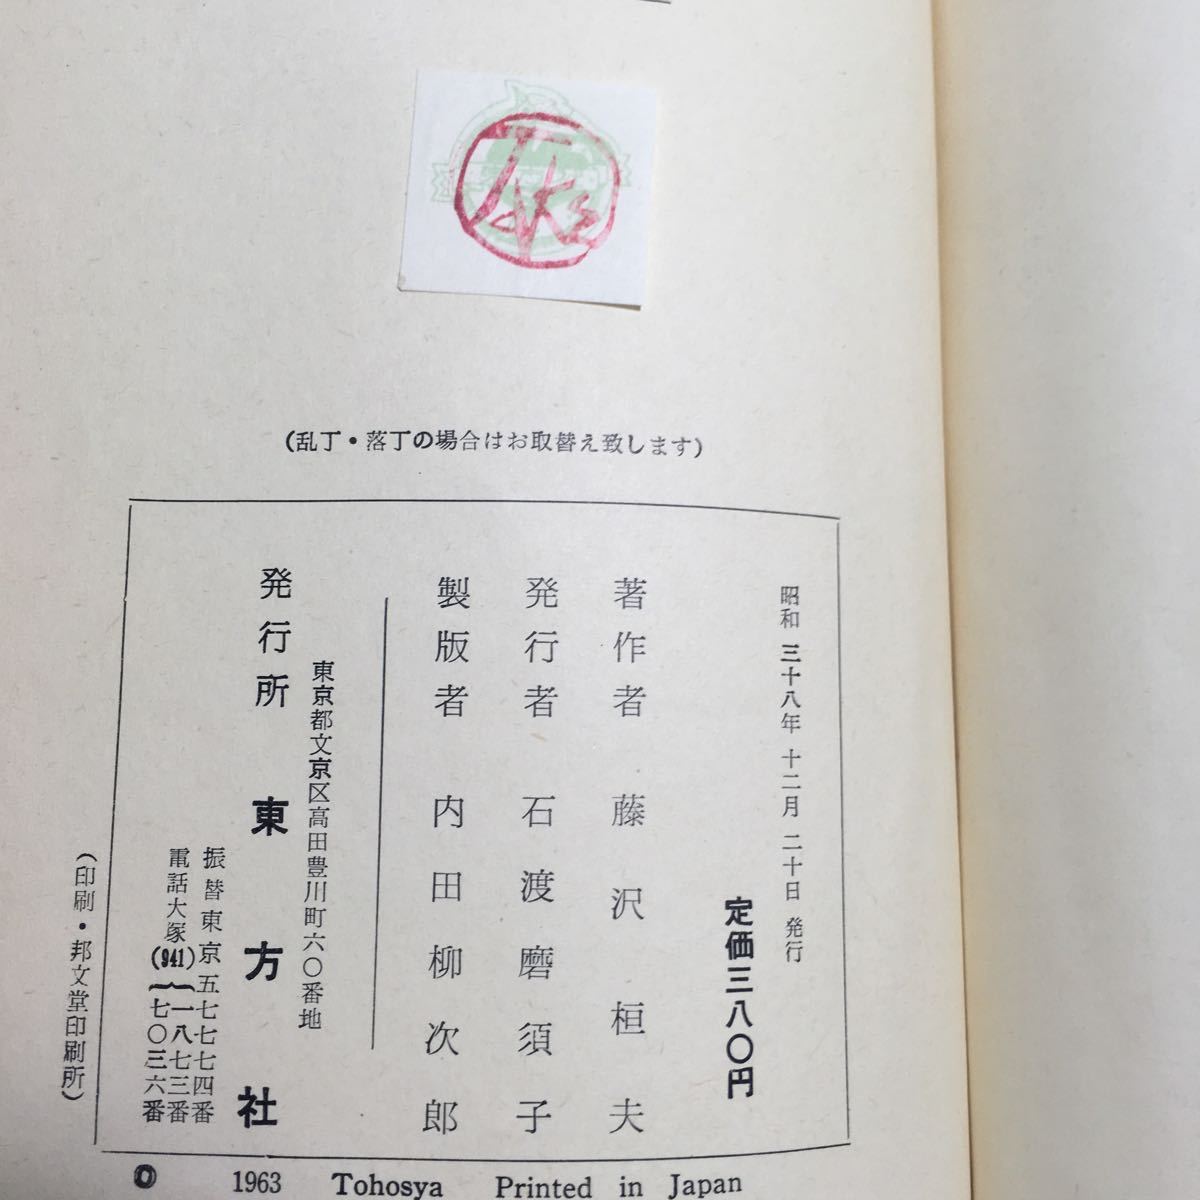 (乱丁・落丁の場合はお取替え致します)
昭和三十八年十二月二十日発行
定価三八〇円
著作者 藤沢桓夫
発行者 石渡磨須子
製版者 内田柳次郎
東京都文京区高田豊川町六〇番地
発行所 東方社
振替東京五七七七四番
電話大塚(941){一八七三番
七〇三六番
(印刷・邦文堂印刷所)
© 1963 Tohosya Printed in Japan